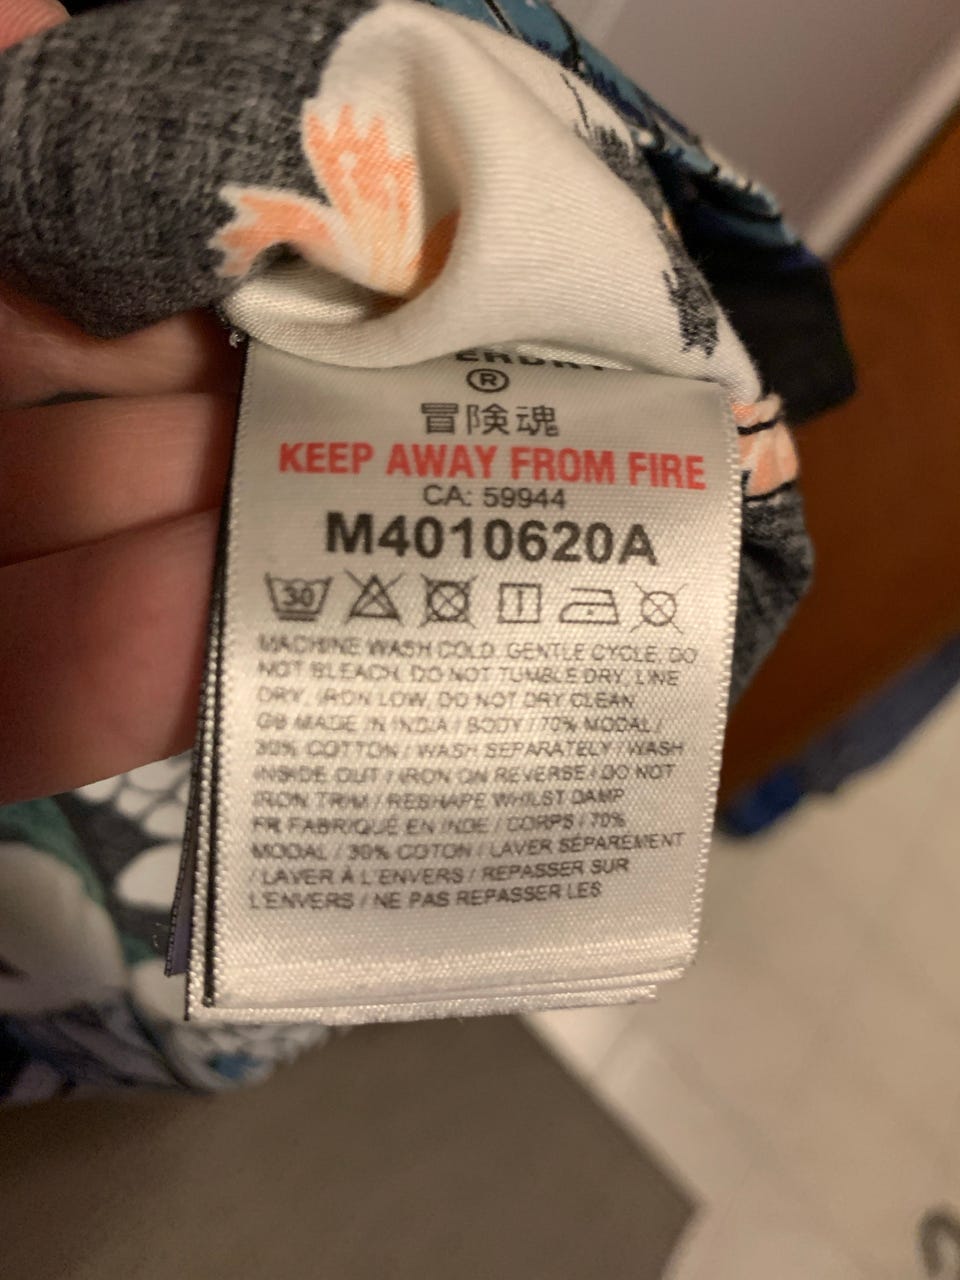 ERDRY
®
冒険魂
KEEP AWAY FROM FIRE
CA: 59944
M4010620A
30
MACHINE WASH COLD, GENTLE CYCLE, DO
NOT BLEACH, DO NOT TUMBLE DRY, LINE
DRY, IRON LOW, DO NOT DRY CLEAN
GB MADE IN INDIA / BODY / 70% MODAL /
30% COTTON / WASH SEPARATELY / WASH
INSIDE OUT / IRON ON REVERSE / DO NOT
IRON TRIM / RESHAPE WHILST DAMP
FR FABRIQUÉ EN INDE / CORPS / 70%
MODAL / 30% COTON / LAVER SÉPARÉMENT
/ LAVER À L'ENVERS / REPASSER SUR
L'ENVERS / NE PAS REPASSER LES